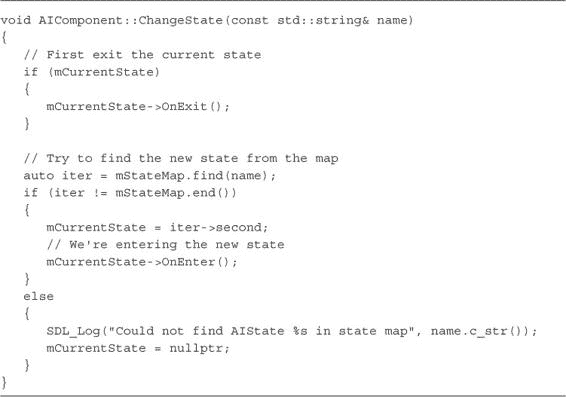 void AIComponent::ChangeState(const std::string& name)
{
   // First exit the current state
   if (mCurrentState)
   {
      mCurrentState->OnExit();
   }

   // Try to find the new state from the map
   auto iter = mStateMap.find(name);
   if (iter != mStateMap.end())
   {
      mCurrentState = iter->second;
      // We're entering the new state
      mCurrentState->OnEnter();
   }
   else
   {
      SDL_Log("Could not find AIState %s in state map", name.c_str());
      mCurrentState = nullptr;
   }
}